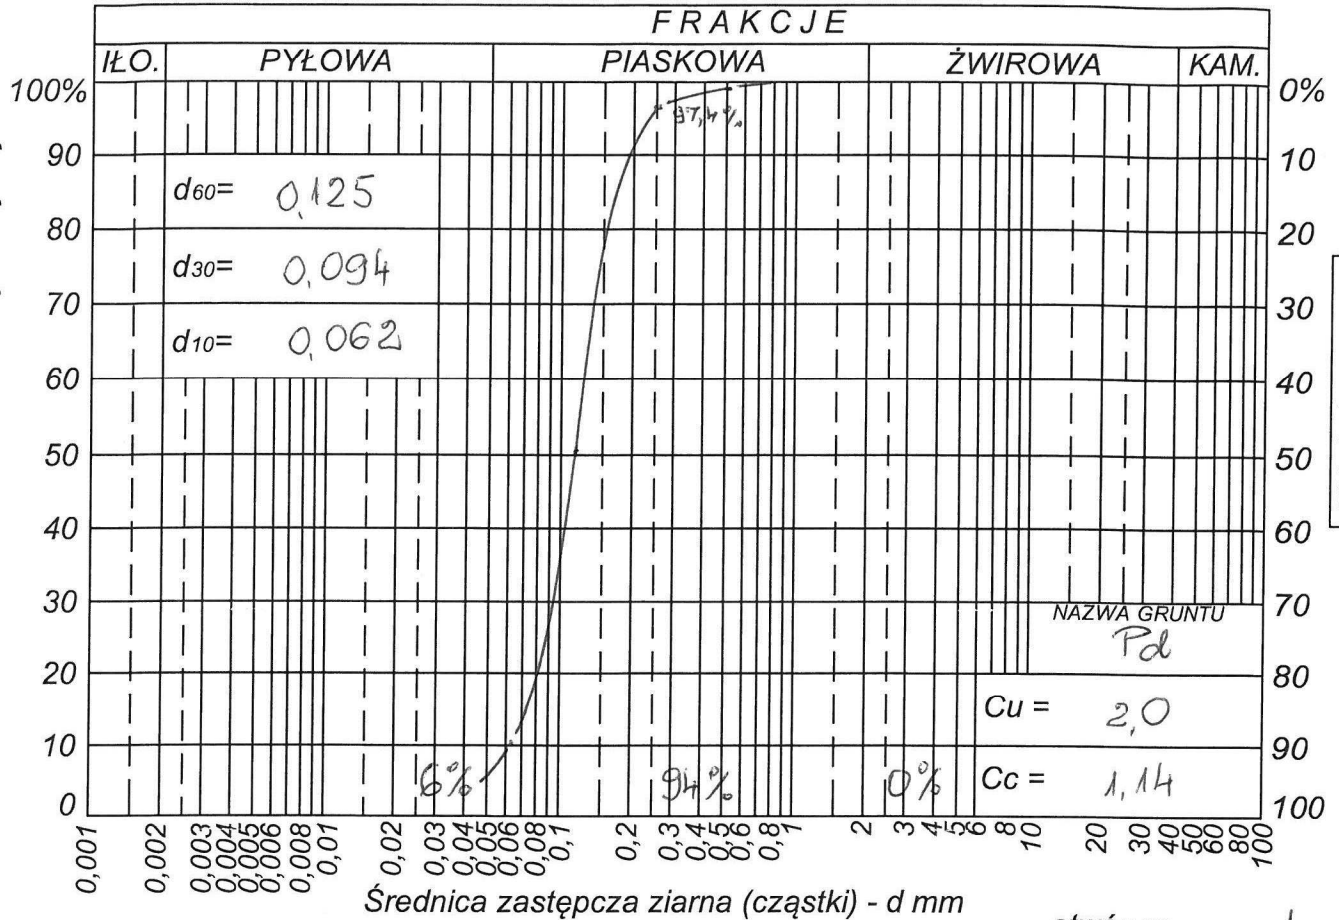 FRAKCJE
IŁO. PYŁOWA PIASKOWA ŻWIROWA KAM.
100% 0%
97,4%
90 10
d60= 0,125
80 20
d30= 0,094
70 30
d10= 0,062
60 40
50 50
40 60
30 70
NAZWA GRUNTU
Pd
20 80
Cu = 2,0
10 90
6% 94% 0% Cc = 1,14
0 100
0,001 0,002 0,003 0,004 0,005 0,006 0,008 0,01 0,02 0,03 0,04 0,05 0,06 0,08 0,1 0,2 0,3 0,4 0,5 0,6 0,8 1 2 3 4 5 6 8 10 20 30 40 50 60 80 100
Średnica zastępcza ziarna (cząstki) - d mm